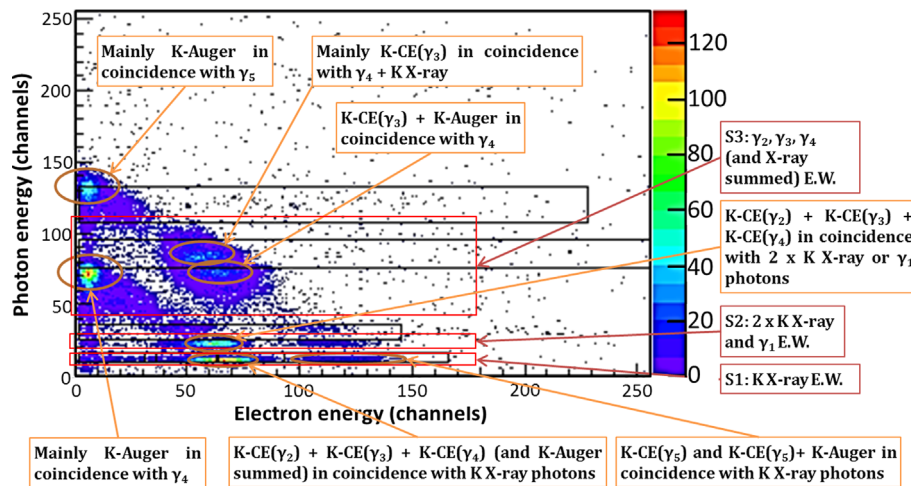 250
200
150
100
50
0
Photon energy (channels)
0
50
100
150
200
250
Electron energy (channels)
120
100
80
60
40
20
0
Mainly K-Auger in
coincidence with γ₅
Mainly K-CE(γ₃) in coincidence
with γ₄ + K X-ray
K-CE(γ₃) + K-Auger in
coincidence with γ₄
S3: γ₂, γ₃, γ₄
(and X-ray
summed) E.W.
K-CE(γ₂) + K-CE(γ₃) +
K-CE(γ₄) in coincidence
with 2 x K X-ray or γ₁
photons
S2: 2 x K X-ray
and γ₁ E.W.
S1: K X-ray E.W.
Mainly K-Auger in
coincidence with γ₄
K-CE(γ₂) + K-CE(γ₃) + K-CE(γ₄) (and K-Auger
summed) in coincidence with K X-ray photons
K-CE(γ₅) and K-CE(γ₅)+ K-Auger in
coincidence with K X-ray photons